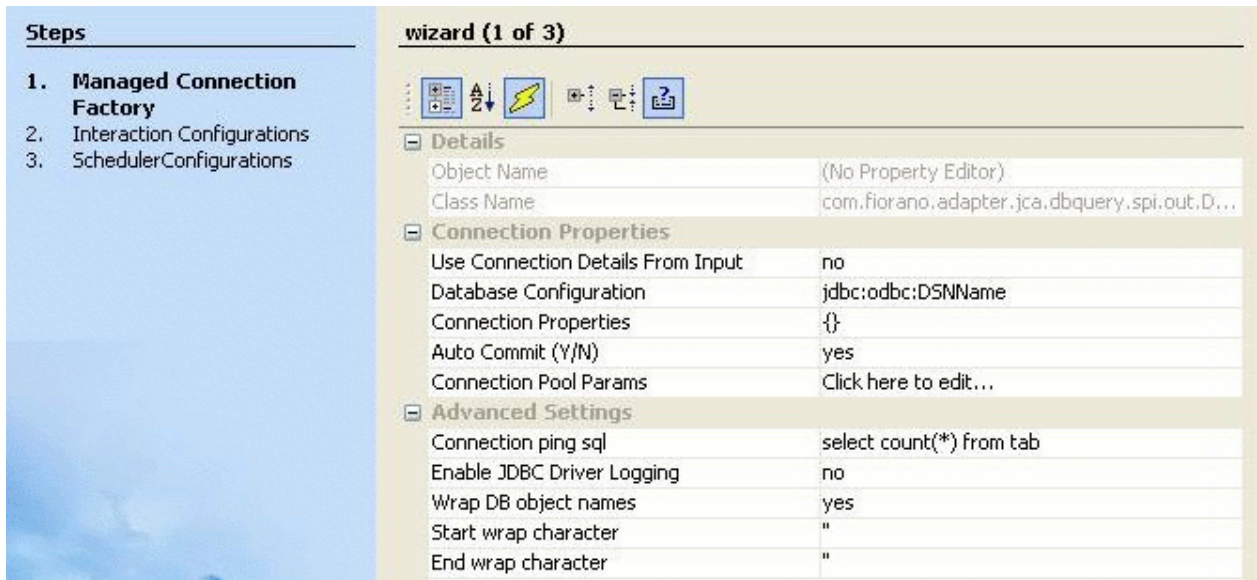 Steps
1. Managed Connection
Factory
2. Interaction Configurations
3. SchedulerConfigurations
wizard (1 of 3)
Details
Object Name (No Property Editor)
Class Name com.fiorano.adapter.jca.dbquery.spi.out.D...
Connection Properties
Use Connection Details From Input no
Database Configuration jdbc:odbc:DSNName
Connection Properties {}
Auto Commit (Y/N) yes
Connection Pool Params Click here to edit...
Advanced Settings
Connection ping sql select count(*) from tab
Enable JDBC Driver Logging no
Wrap DB object names yes
Start wrap character "
End wrap character "